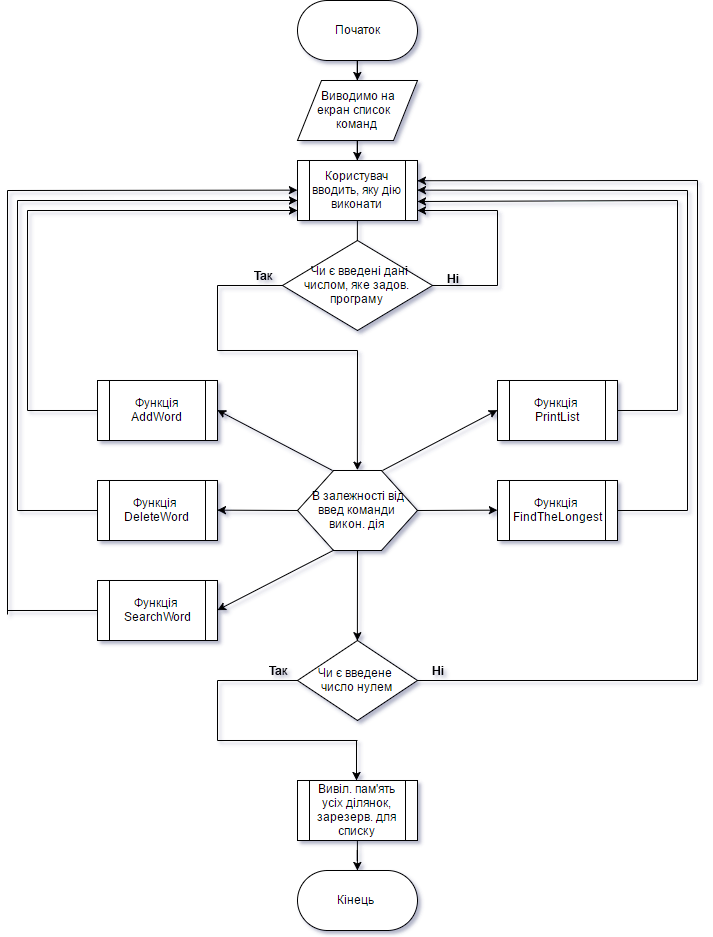 Початок
Виводимо на
екран список
команд
Користувач
вводить, яку дію
виконати
Чи є введені дані
числом, яке задов.
програму
Так
Ні
Функція
AddWord
Функція
PrintList
В залежності від
введ команди
викон. дія
Функція
DeleteWord
Функція
FindTheLongest
Функція
SearchWord
Так
Чи є введене
число нулем
Ні
Вивіл. пам'ять
усіх ділянок,
зарезерв. для
списку
Кінець